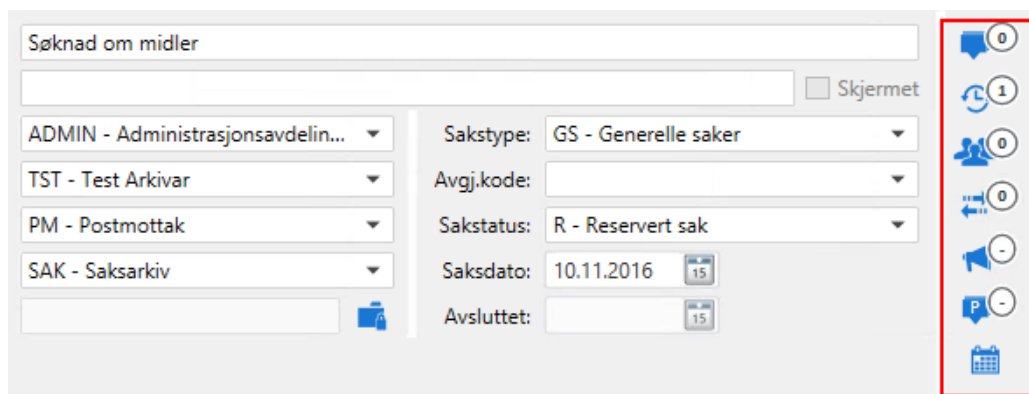 Søknad om midler
0
Skjermet
1
ADMIN - Administrasjonsavdelin...
Sakstype: GS - Generelle saker
0
TST - Test Arkivar
Avgj.kode:
0
PM - Postmottak
Sakstatus: R - Reservert sak
SAK - Saksarkiv
Saksdato: 10.11.2016 15
-
Avsluttet: 15
P -